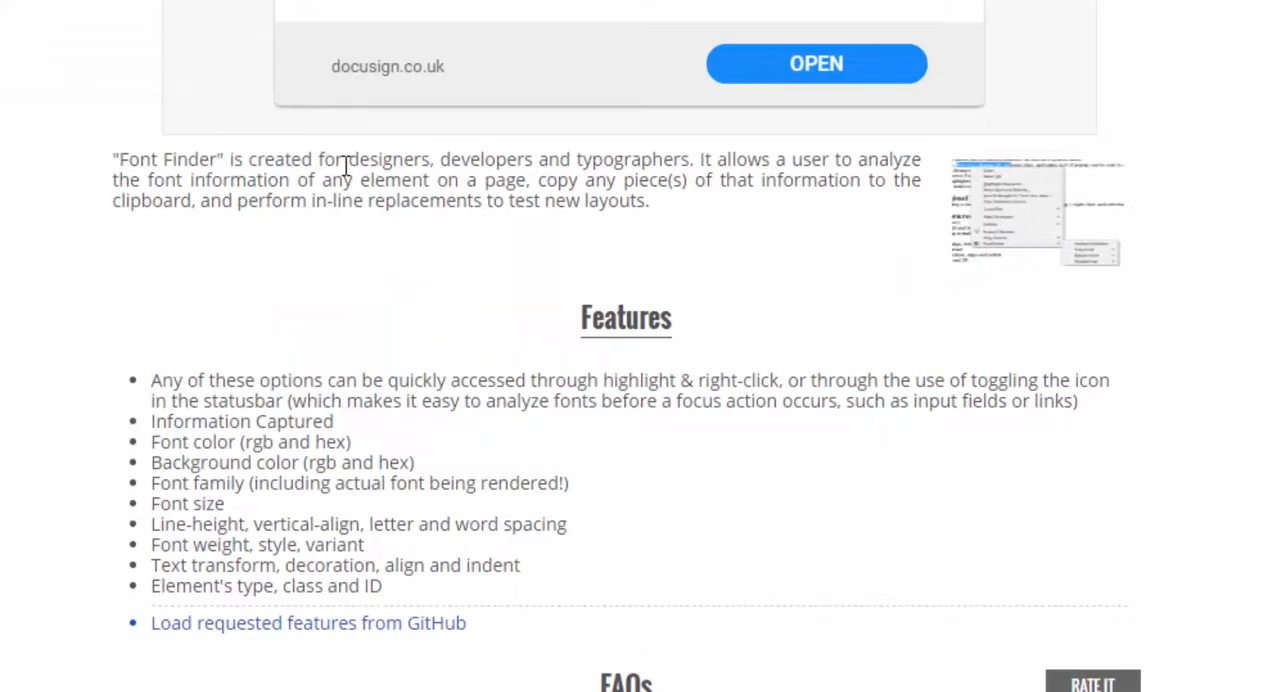 docusign.co.uk
OPEN
"Font Finder" is created for designers, developers and typographers. It allows a user to analyze
the font information of any element on a page, copy any piece(s) of that information to the
clipboard, and perform in-line replacements to test new layouts.
Features
• Any of these options can be quickly accessed through highlight & right-click, or through the use of toggling the icon
in the statusbar (which makes it easy to analyze fonts before a focus action occurs, such as input fields or links)
• Information Captured
• Font color (rgb and hex)
• Background color (rgb and hex)
• Font family (including actual font being rendered!)
• Font size
• Line-height, vertical-align, letter and word spacing
• Font weight, style, variant
• Text transform, decoration, align and indent
• Element's type, class and ID
• Load requested features from GitHub
FAQs
RATE IT